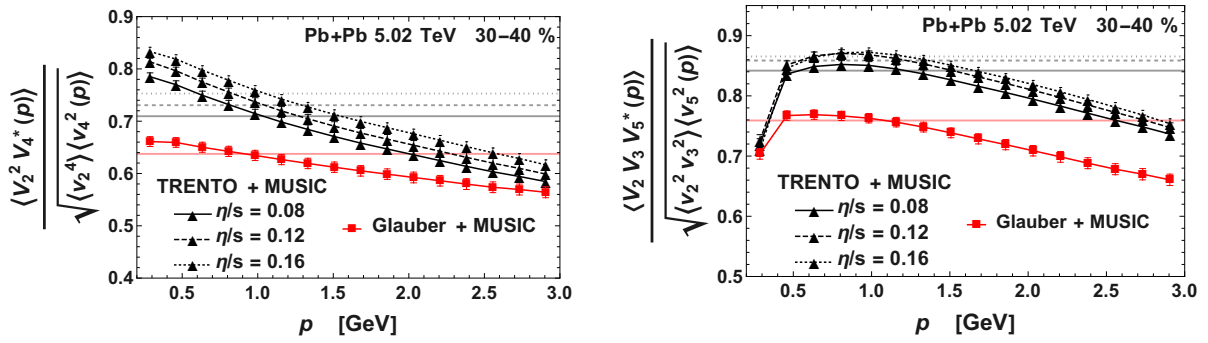 0.9
0.8
0.7
0.6
0.5
0.4
⟨V₂² V₄*(p)⟩
√⟨v₂⁴⟩⟨v₄²(p)⟩
Pb+Pb 5.02 TeV 30−40 %
TRENTO + MUSIC
η/s = 0.08
η/s = 0.12
η/s = 0.16
Glauber + MUSIC
0.5 1.0 1.5 2.0 2.5 3.0
p [GeV]
0.9
0.8
0.7
0.6
0.5
⟨V₂ V₃ V₅*(p)⟩
√⟨v₂² v₃²⟩⟨v₅²(p)⟩
Pb+Pb 5.02 TeV 30−40 %
TRENTO + MUSIC
η/s = 0.08
η/s = 0.12
η/s = 0.16
Glauber + MUSIC
0.5 1.0 1.5 2.0 2.5 3.0
p [GeV]